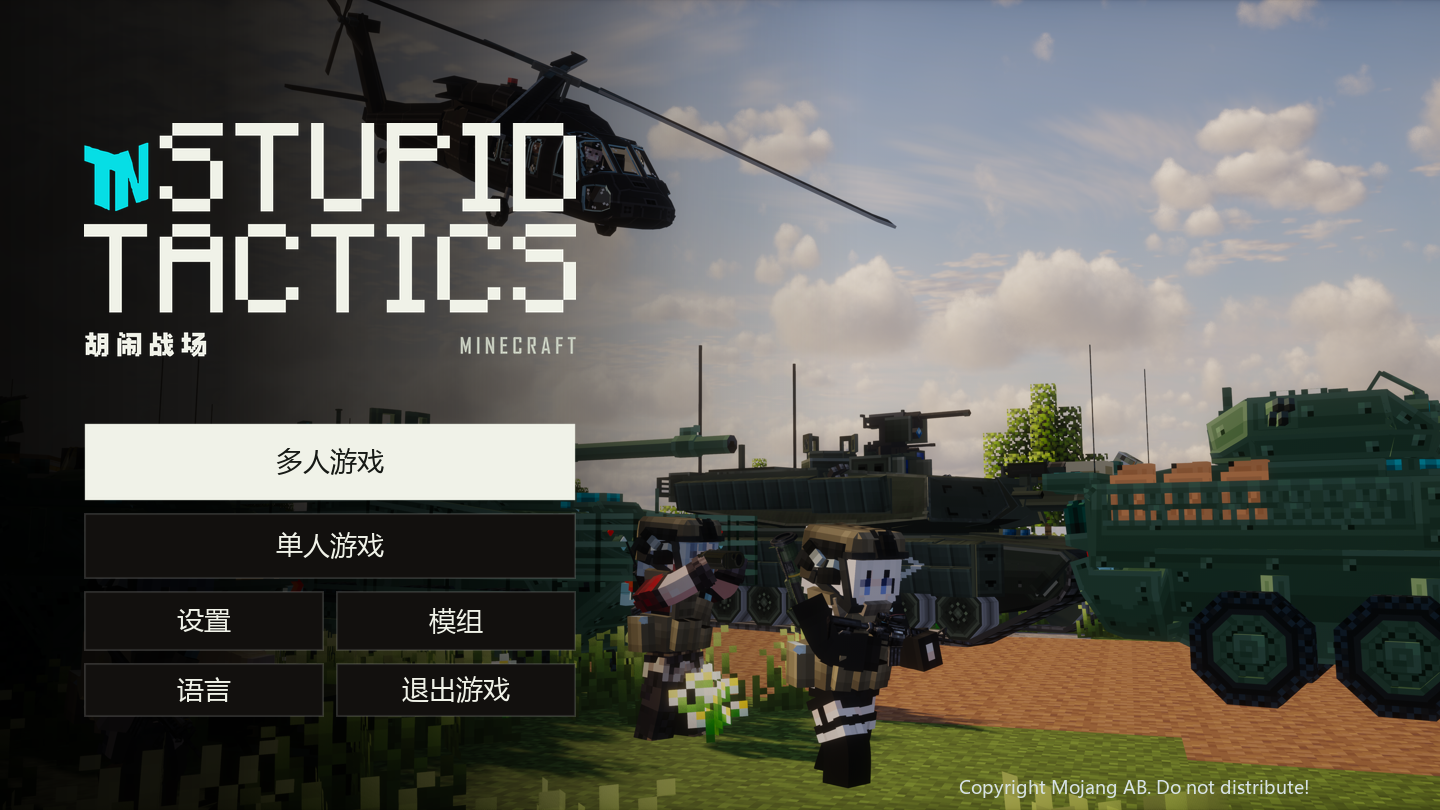 TN STUPID
TACTICS
胡闹战场 MINECRAFT
多人游戏
单人游戏
设置 模组
语言 退出游戏
Copyright Mojang AB. Do not distribute!